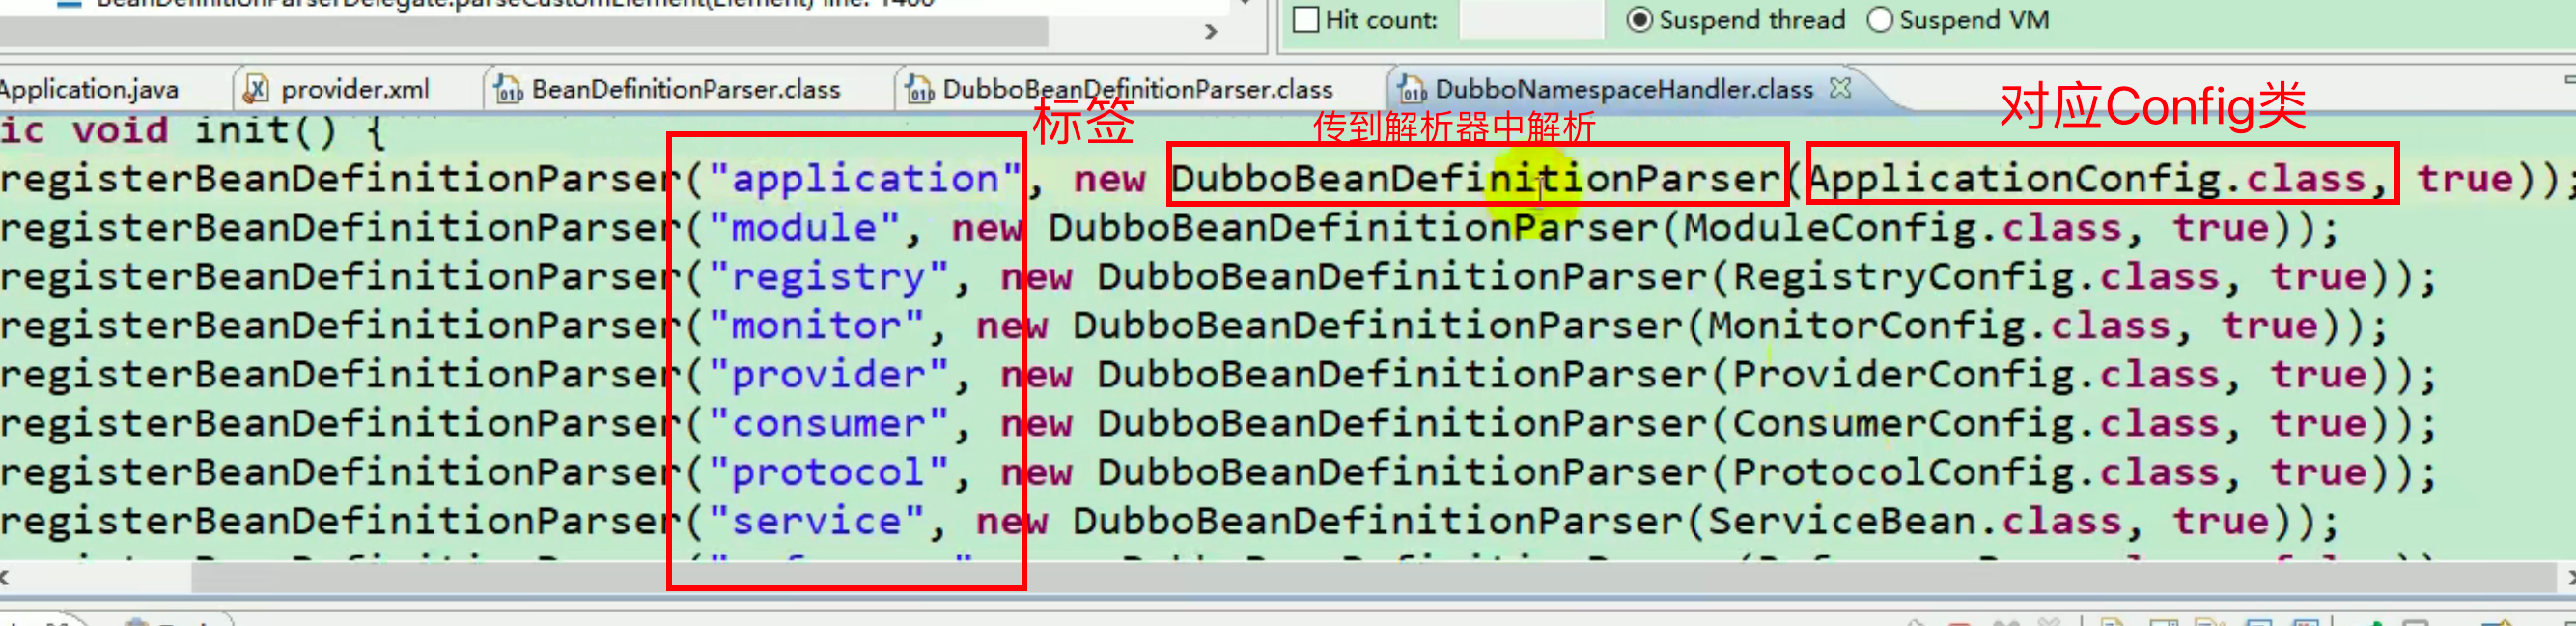 BeanDefinitionParserDelegate.parseCustomElement(Element) line: 1406
Hit count:
Suspend thread
Suspend VM
Application.java
provider.xml
BeanDefinitionParser.class
DubboBeanDefinitionParser.class
DubboNamespaceHandler.class
标签
传到解析器中解析
对应Config类
ic void init() {
registerBeanDefinitionParser("application", new DubboBeanDefinitionParser(ApplicationConfig.class, true));
registerBeanDefinitionParser("module", new DubboBeanDefinitionParser(ModuleConfig.class, true));
registerBeanDefinitionParser("registry", new DubboBeanDefinitionParser(RegistryConfig.class, true));
registerBeanDefinitionParser("monitor", new DubboBeanDefinitionParser(MonitorConfig.class, true));
registerBeanDefinitionParser("provider", new DubboBeanDefinitionParser(ProviderConfig.class, true));
registerBeanDefinitionParser("consumer", new DubboBeanDefinitionParser(ConsumerConfig.class, true));
registerBeanDefinitionParser("protocol", new DubboBeanDefinitionParser(ProtocolConfig.class, true));
registerBeanDefinitionParser("service", new DubboBeanDefinitionParser(ServiceBean.class, true));